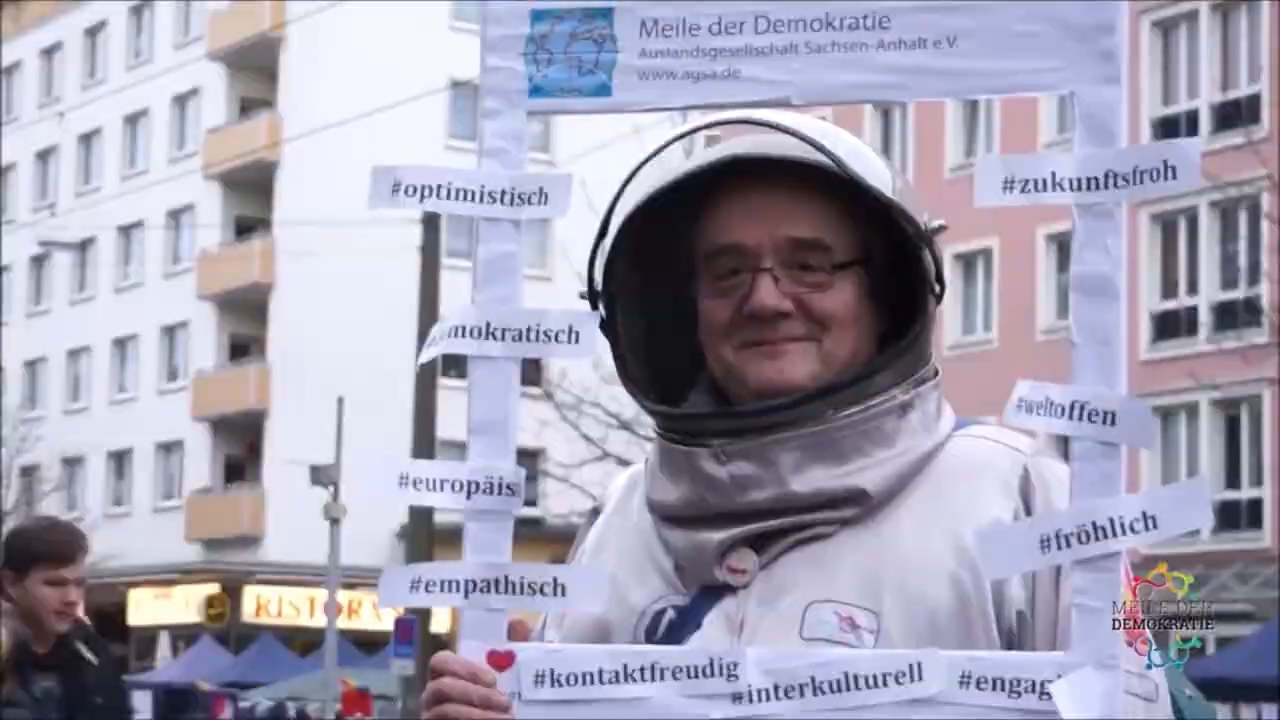 Meile der Demokratie
Auslandsgesellschaft Sachsen-Anhalt e.V.
www.agsa.de
#optimistisch
#zukunftsfroh
mokratisch
#weltoffen
#europäis
#fröhlich
#empathisch
RISTORA
#kontaktfreudig
#interkulturell
#engag
MEILE DER
DEMOKRATIE